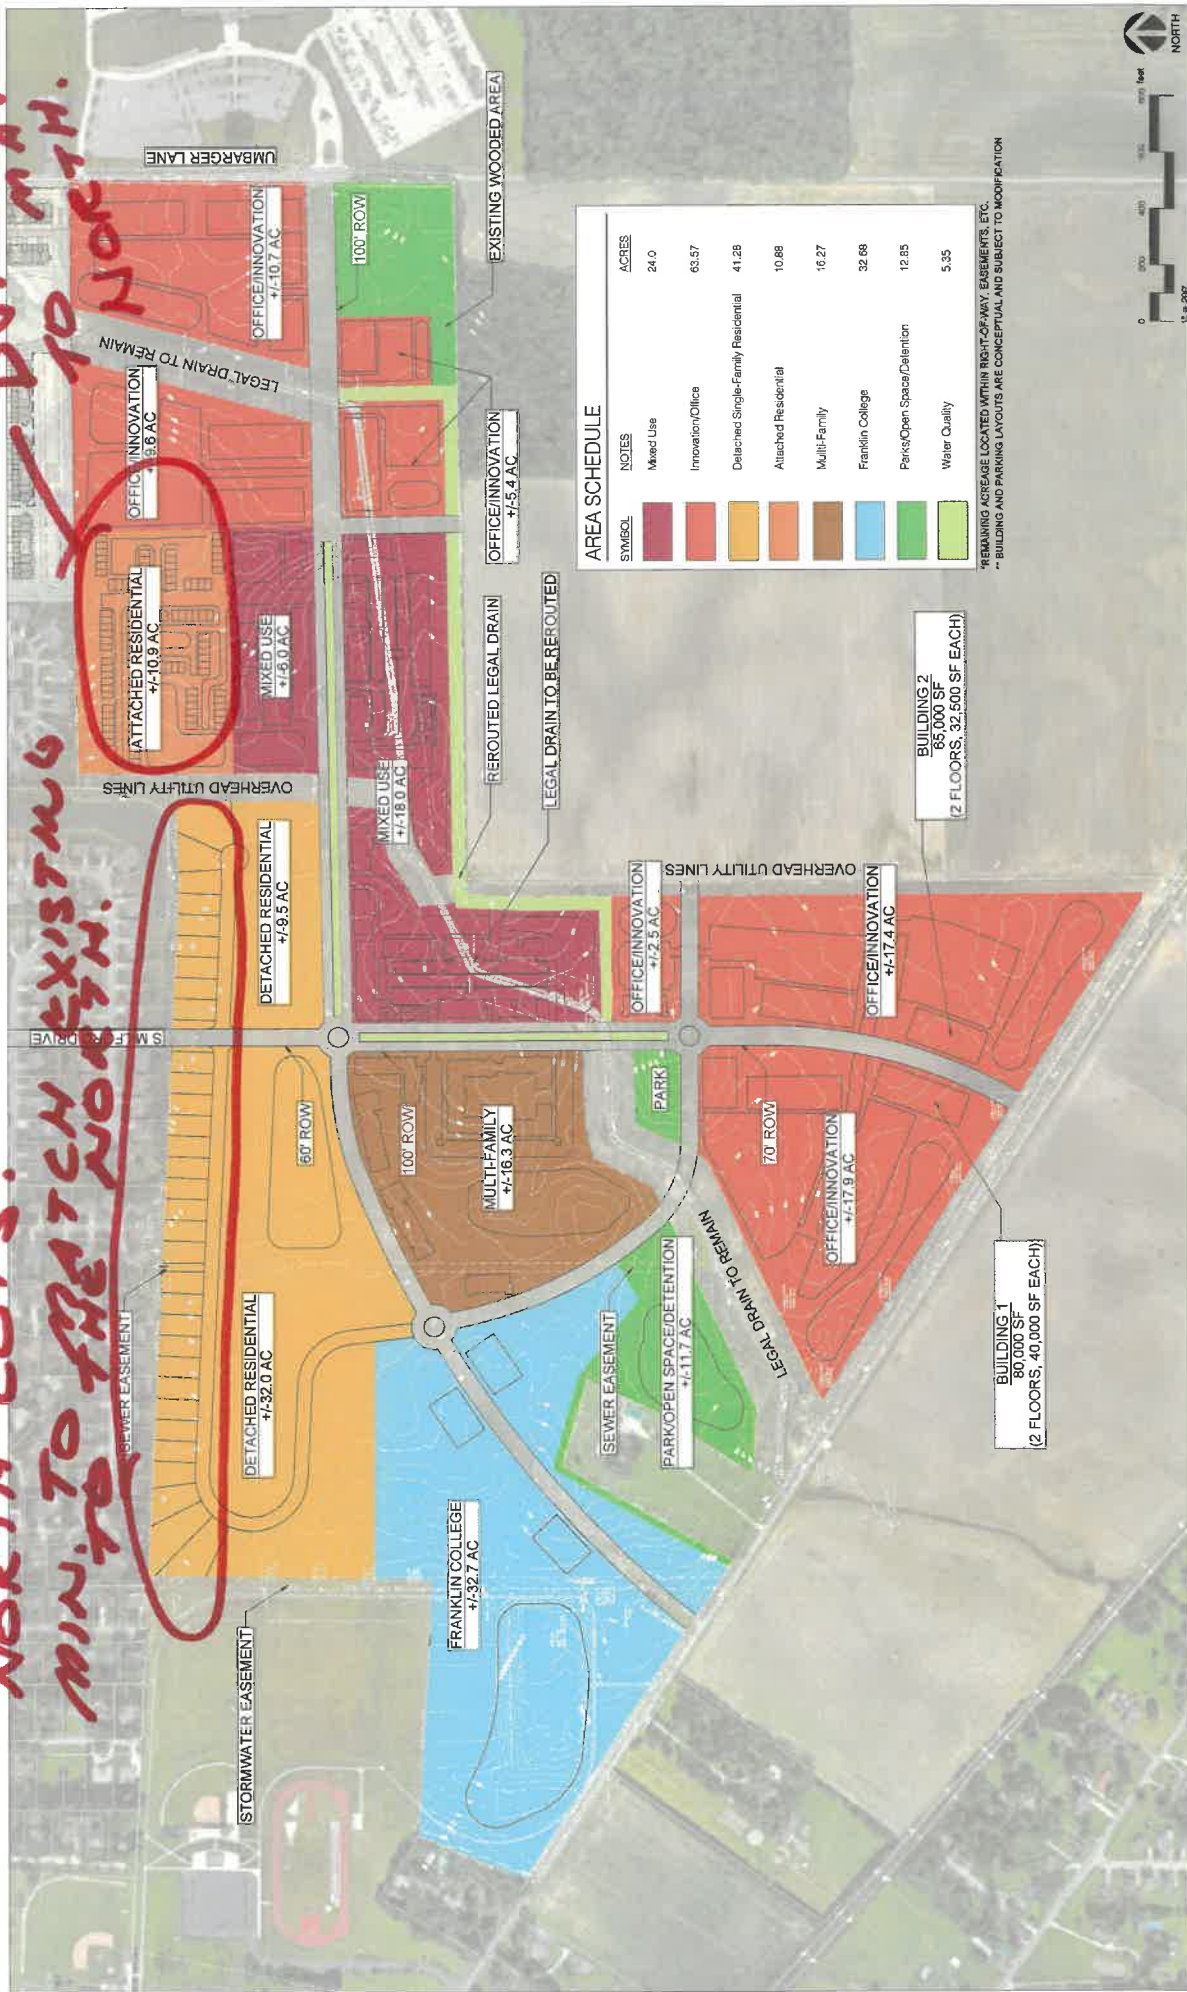 NORTH LOTS.
MIN. TO MATCH EXISTING
TO THE NORTH.
TO
NORTH.
UMBARGER LANE
OFFICE/INNOVATION
+/-10.7 AC
LEGAL DRAIN TO REMAIN
OFFICE/INNOVATION
+/-9.6 AC
100' ROW
EXISTING WOODED AREA
OFFICE/INNOVATION
+/-5.4 AC
ATTACHED RESIDENTIAL
+/-10.9 AC
MIXED USE
+/-6.0 AC
OVERHEAD UTILITY LINES
MIXED USE
+/-18.0 AC
REROUTED LEGAL DRAIN
LEGAL DRAIN TO BE REROUTED
S MILFORD DRIVE
DETACHED RESIDENTIAL
+/-9.5 AC
60' ROW
SEWER EASEMENT
DETACHED RESIDENTIAL
+/-32.0 AC
100' ROW
MULTI-FAMILY
+/-16.3 AC
OFFICE/INNOVATION
+/-2.5 AC
OVERHEAD UTILITY LINES
PARK
70' ROW
OFFICE/INNOVATION
+/-17.4 AC
OFFICE/INNOVATION
+/-17.9 AC
BUILDING 2
65,000 SF
(2 FLOORS, 32,500 SF EACH)
BUILDING 1
80,000 SF
(2 FLOORS, 40,000 SF EACH)
LEGAL DRAIN TO REMAIN
SEWER EASEMENT
PARK/OPEN SPACE/DETENTION
+/-11.7 AC
FRANKLIN COLLEGE
+/-32.7 AC
STORMWATER EASEMENT
AREA SCHEDULE
SYMBOL NOTES ACRES
Mixed Use 24.0
Innovation/Office 63.57
Detached Single-Family Residential 41.28
Attached Residential 10.88
Multi-Family 16.27
Franklin College 32.68
Parks/Open Space/Detention 12.85
Water Quality 5.35
*REMAINING ACREAGE LOCATED WITHIN RIGHT-OF-WAY, EASEMENTS, ETC.
** BUILDING AND PARKING LAYOUTS ARE CONCEPTUAL AND SUBJECT TO MODIFICATION
0 200 400 600 feet
NORTH